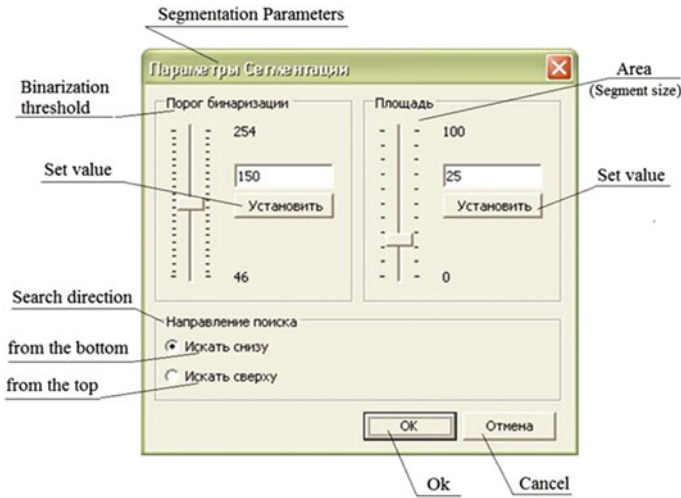 Segmentation Parameters
Параметры Сегментации
Binarization
threshold
Area
(Segment size)
Порог бинаризации
Площадь
254
100
Set value
150
25
Set value
Установить
Установить
46
0
Search direction
Направление поиска
from the bottom
Искать снизу
from the top
Искать сверху
OK
Отмена
Ok
Cancel